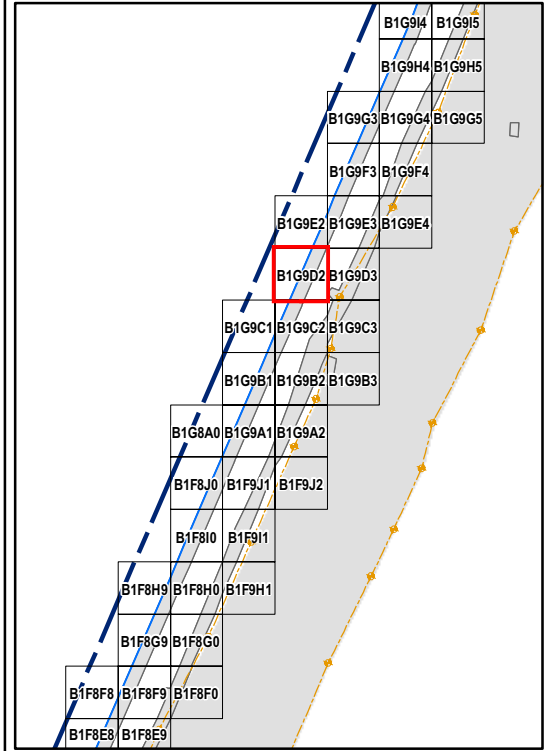 B1G9I4 B1G9I5
B1G9H4 B1G9H5
B1G9G3 B1G9G4 B1G9G5
B1G9F3 B1G9F4
B1G9E2 B1G9E3 B1G9E4
B1G9D2 B1G9D3
B1G9C1 B1G9C2 B1G9C3
B1G9B1 B1G9B2 B1G9B3
B1G8A0 B1G9A1 B1G9A2
B1F8J0 B1F9J1 B1F9J2
B1F8I0 B1F9I1
B1F8H9 B1F8H0 B1F9H1
B1F8G9 B1F8G0
B1F8F8 B1F8F9 B1F8F0
B1F8E8 B1F8E9